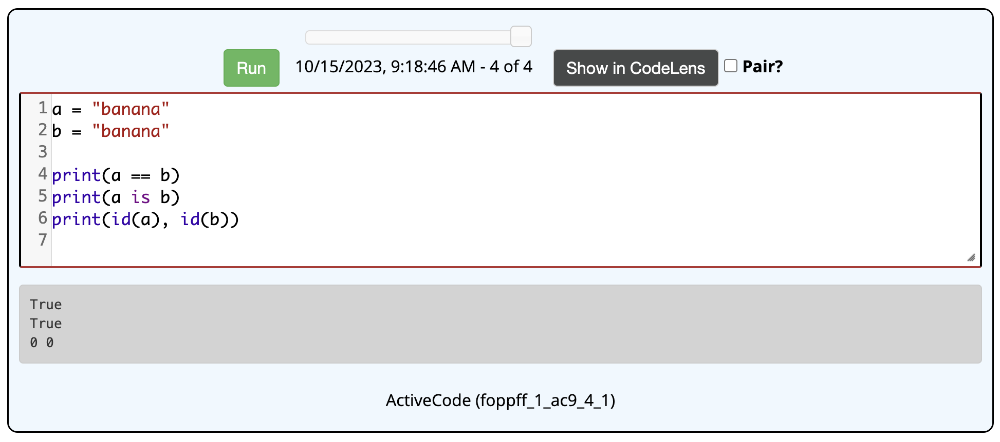 Run 10/15/2023, 9:18:46 AM - 4 of 4 Show in CodeLens Pair?
1 a = "banana"
2 b = "banana"
3
4 print(a == b)
5 print(a is b)
6 print(id(a), id(b))
7
True
True
0 0
ActiveCode (foppff_1_ac9_4_1)